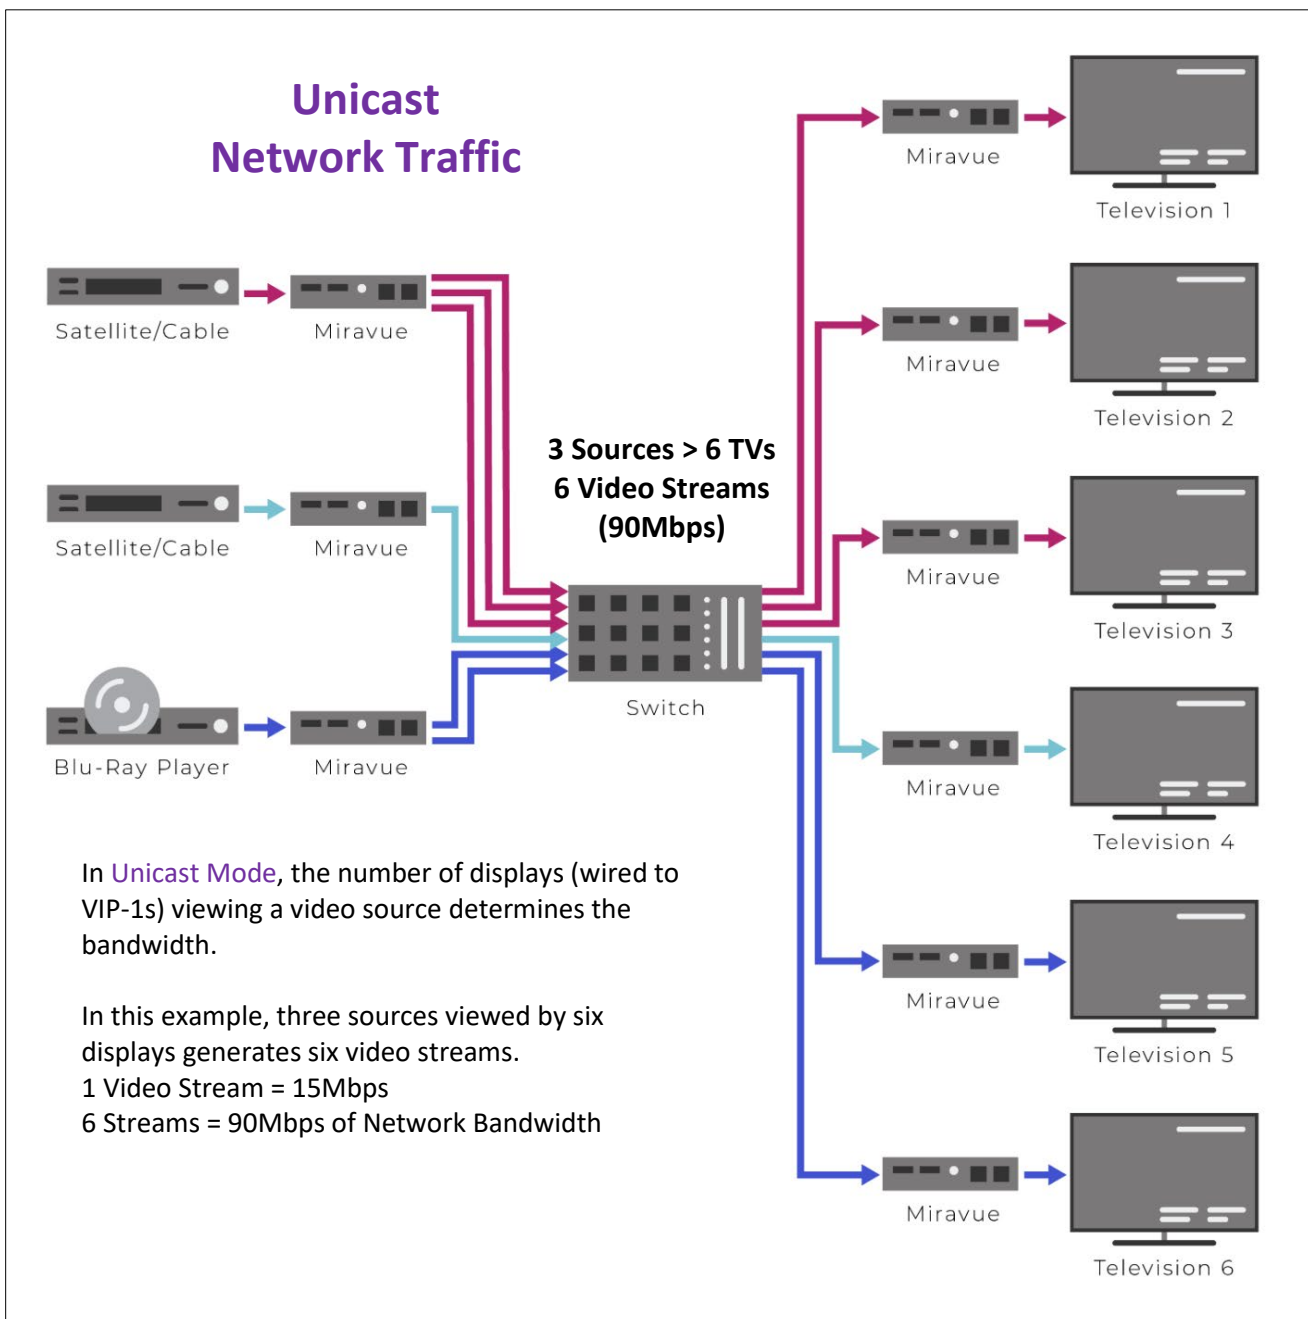 Unicast
Network Traffic
Miravue
Television 1
Satellite/Cable
Miravue
Miravue
Television 2
3 Sources > 6 TVs
6 Video Streams
(90Mbps)
Satellite/Cable
Miravue
Miravue
Television 3
Switch
Blu-Ray Player
Miravue
Miravue
Television 4
In Unicast Mode, the number of displays (wired to
VIP-1s) viewing a video source determines the
bandwidth.
In this example, three sources viewed by six
displays generates six video streams.
1 Video Stream = 15Mbps
6 Streams = 90Mbps of Network Bandwidth
Miravue
Television 5
Miravue
Television 6